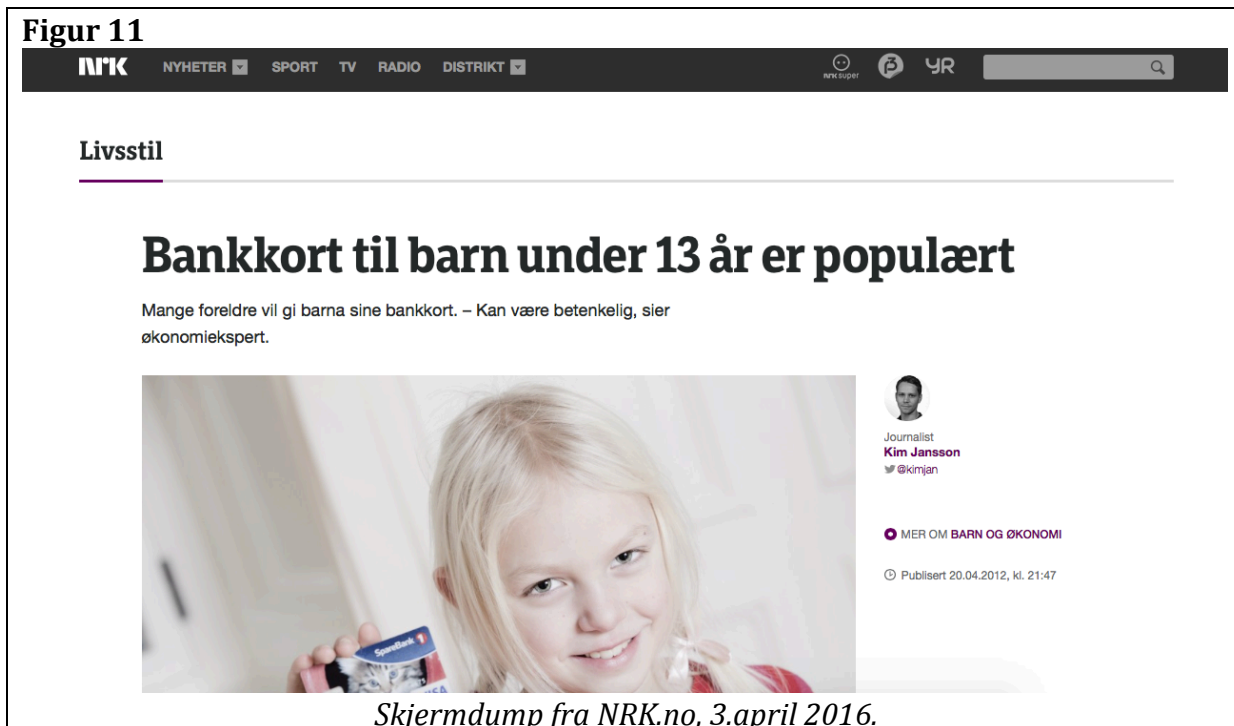 Figur 11
NRK NYHETER SPORT TV RADIO DISTRIKT nrk super P3 YR
Livsstil
Bankkort til barn under 13 år er populært
Mange foreldre vil gi barna sine bankkort. – Kan være betenkelig, sier
økonomiekspert.
Journalist
Kim Jansson
@kimjan
MER OM BARN OG ØKONOMI
Publisert 20.04.2012, kl. 21:47
SpareBank 1
VISA
Skjermdump fra NRK.no, 3.april 2016.